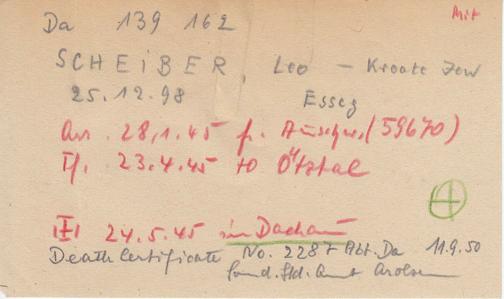 Mit
Da 139 162
SCHEIBER, Leo – Kroate Jew
25.12.98 Esseg
Arr. 28.1.45 f. Auschw. (59670)
Tf. 23.4.45 to Ötztal
24.5.45 in Dachau
Death Certificate No. 2287 Abt. Da 11.9.50
Sond. Std. Amt Arolsen